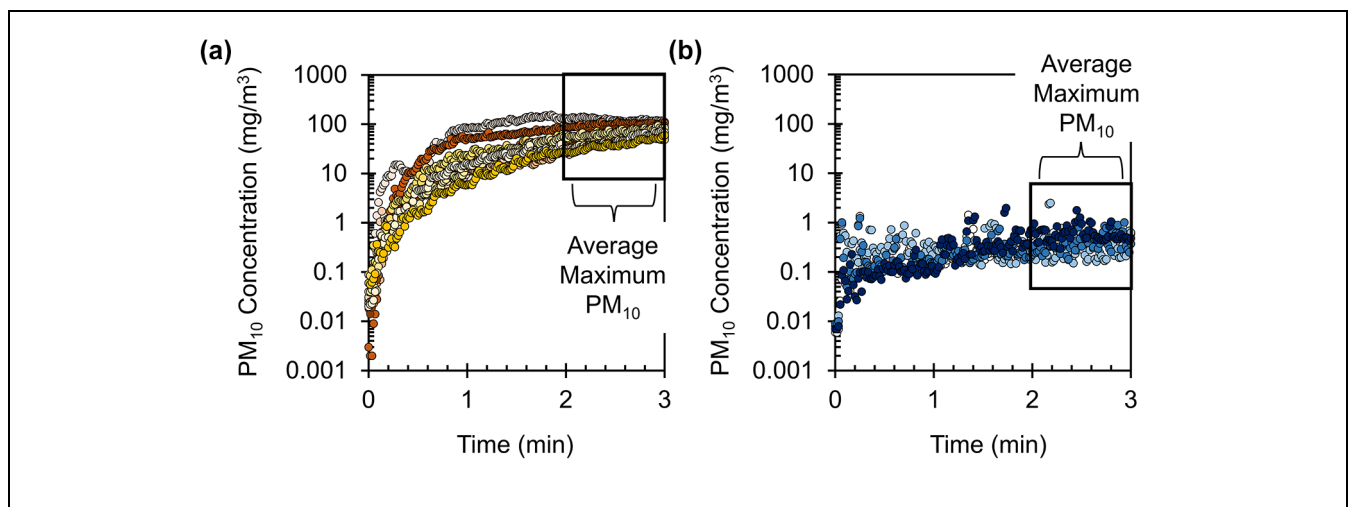 (a)
PM10 Concentration (mg/m³)
1000
100
10
1
0.1
0.01
0.001
0
1
2
3
Time (min)
Average
Maximum
PM10
(b)
PM10 Concentration (mg/m³)
1000
100
10
1
0.1
0.01
0.001
0
1
2
3
Time (min)
Average
Maximum
PM10